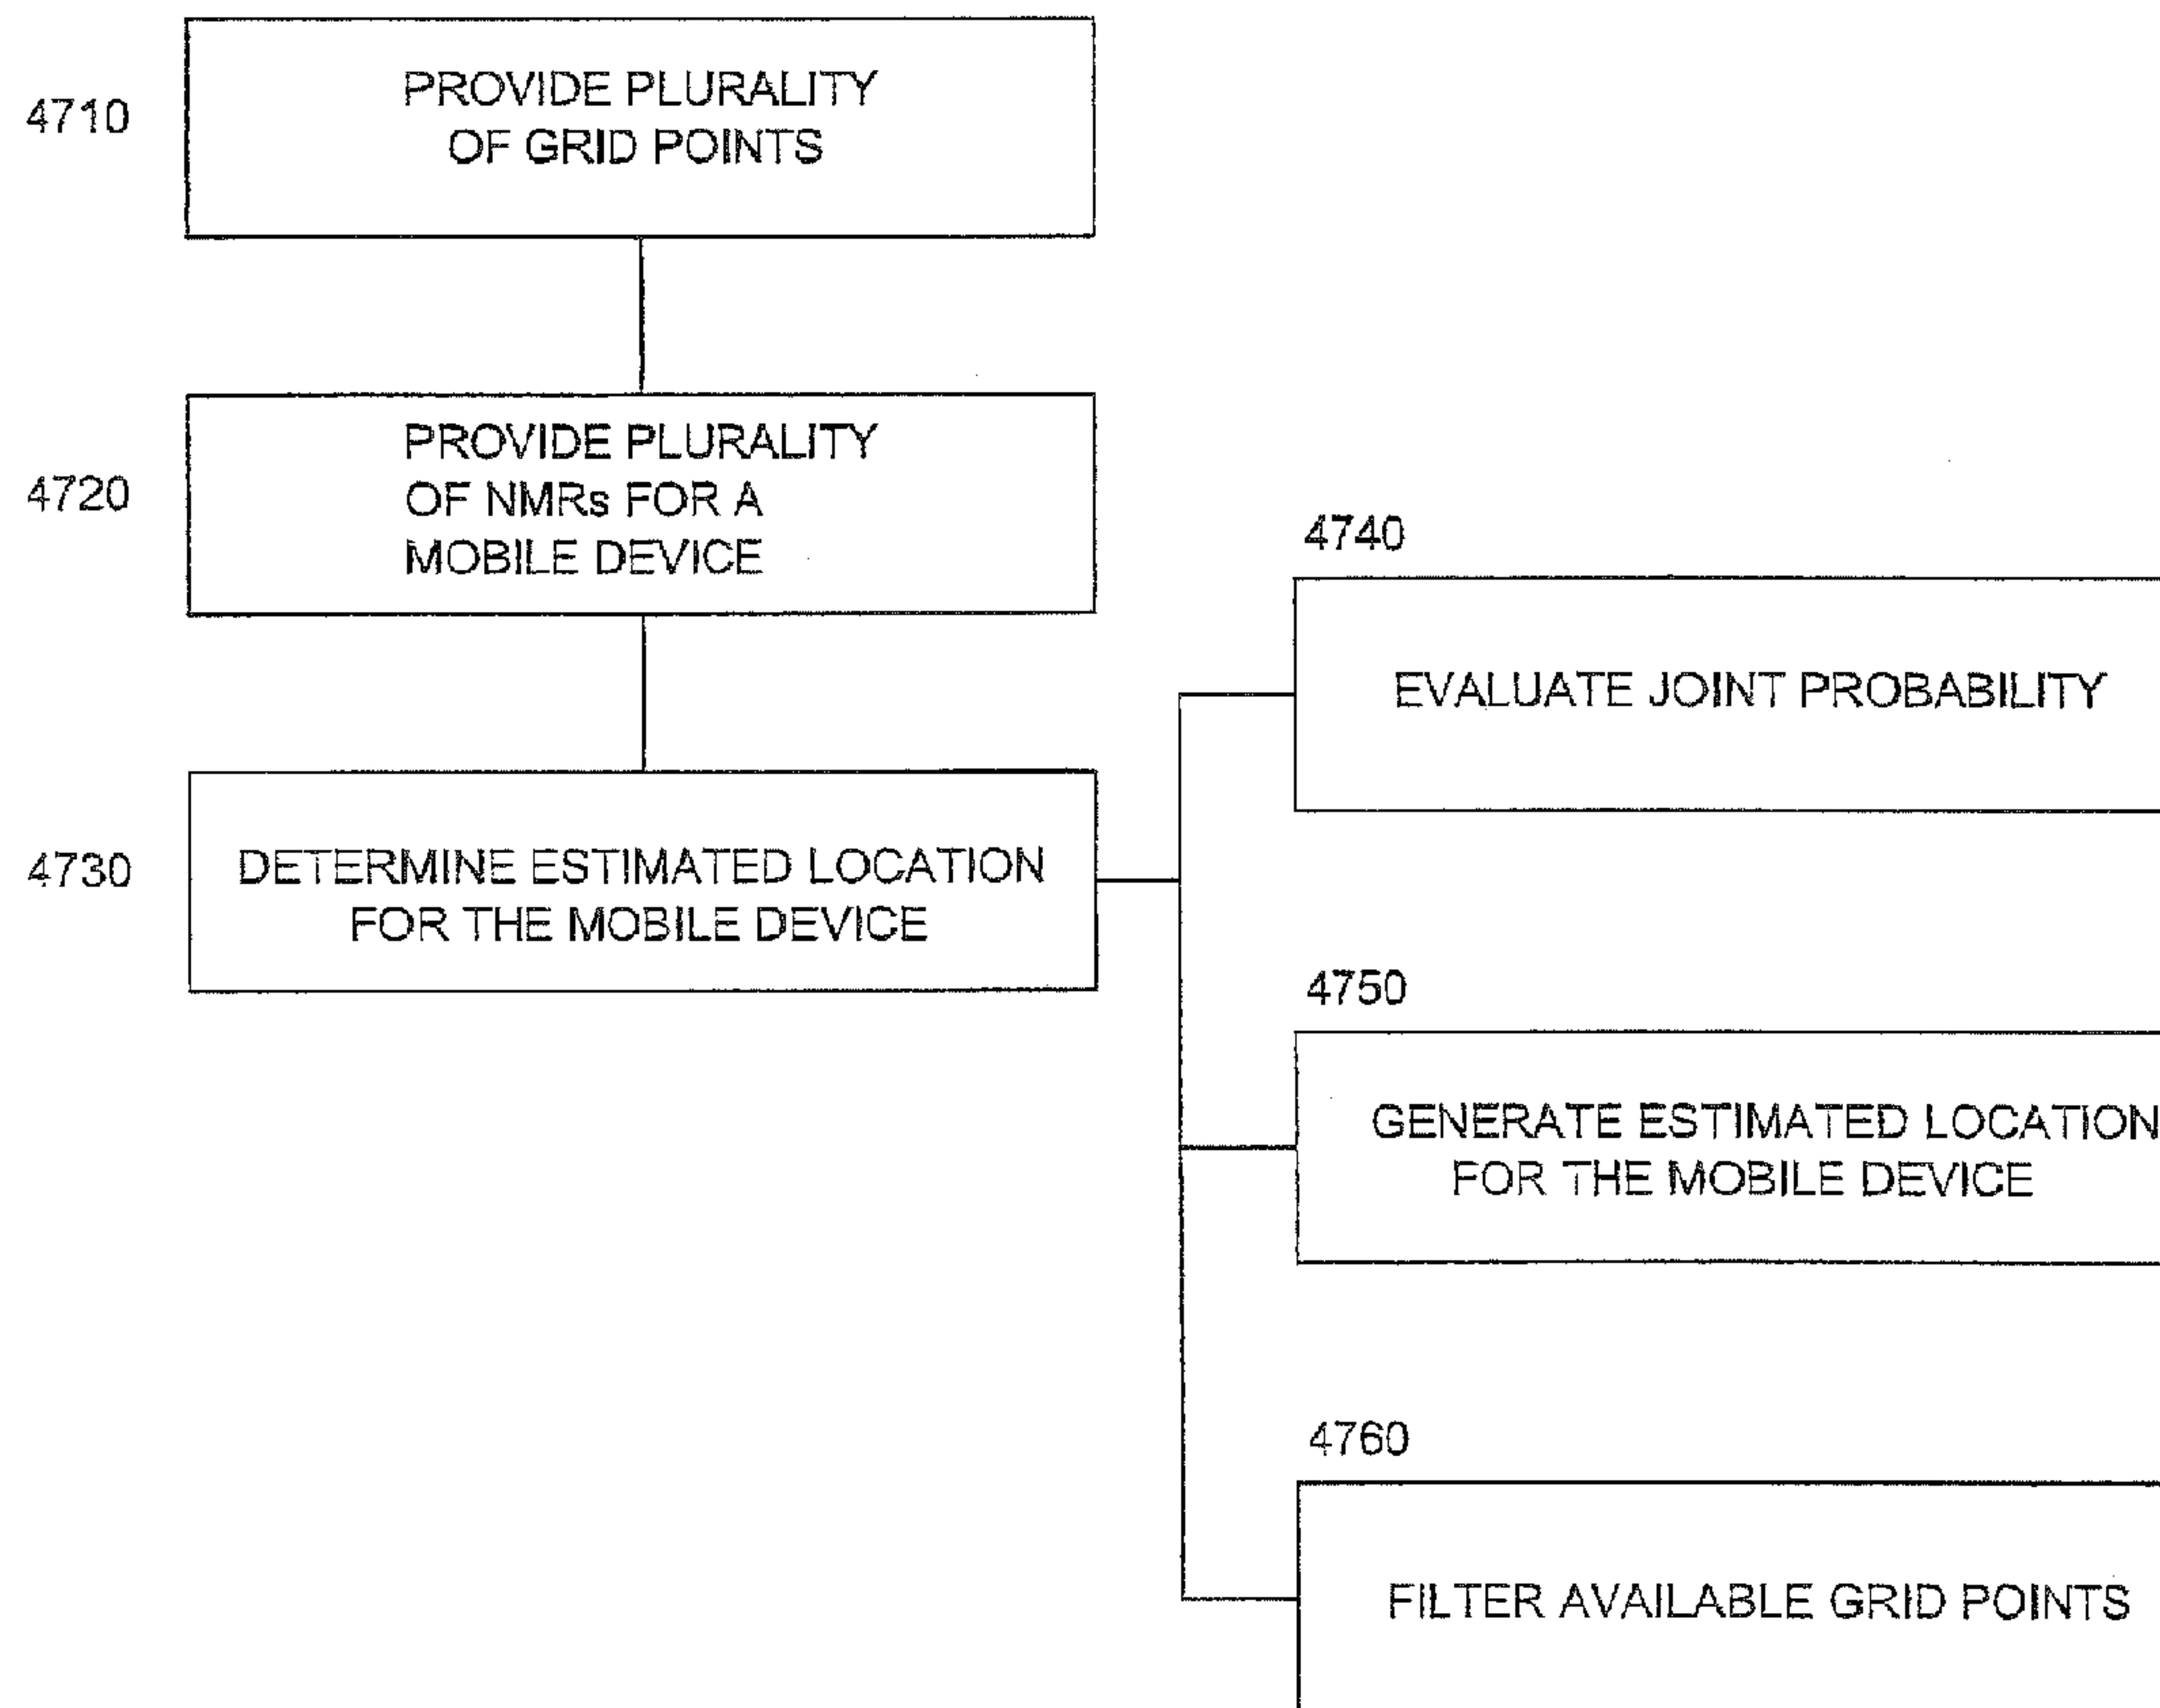 4710
PROVIDE PLURALITY
OF GRID POINTS
4720
PROVIDE PLURALITY
OF NMRs FOR A
MOBILE DEVICE
4730
DETERMINE ESTIMATED LOCATION
FOR THE MOBILE DEVICE
4740
EVALUATE JOINT PROBABILITY
4750
GENERATE ESTIMATED LOCATION
FOR THE MOBILE DEVICE
4760
FILTER AVAILABLE GRID POINTS